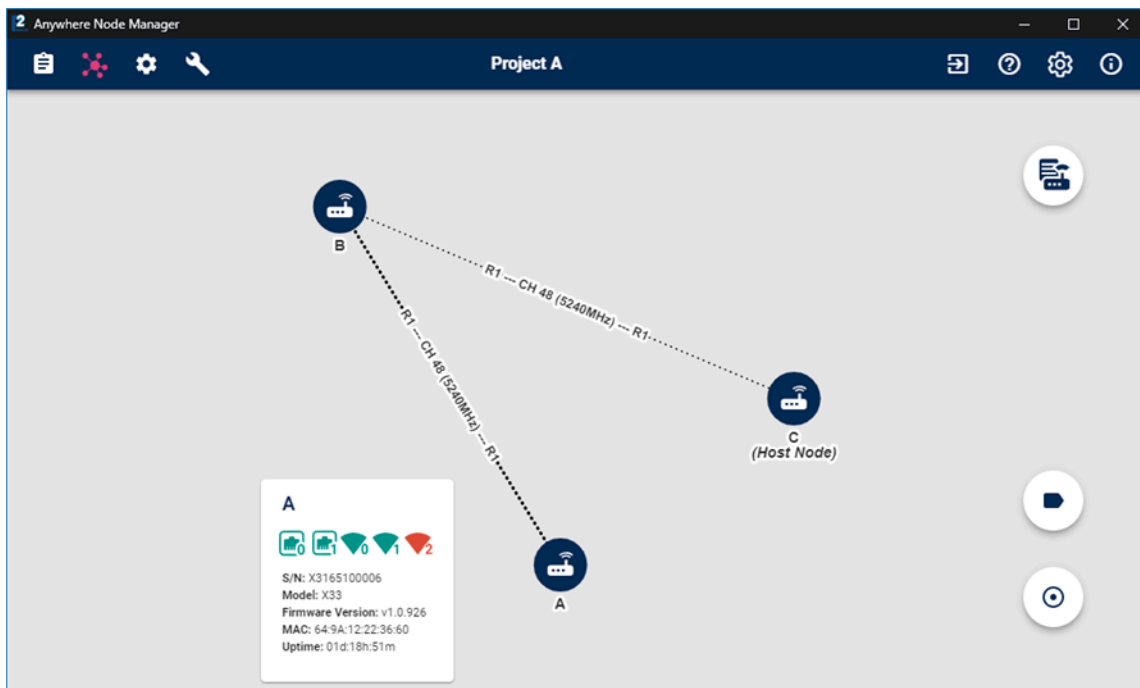 2 Anywhere Node Manager
Project A
B
R1 --- CH 48 (5240MHz) --- R1
R1 --- CH 48 (5240MHz) --- R1
C
(Host Node)
A
A
0 1 0 1 2
S/N: X3165100006
Model: X33
Firmware Version: v1.0.926
MAC: 64:9A:12:22:36:60
Uptime: 01d:18h:51m